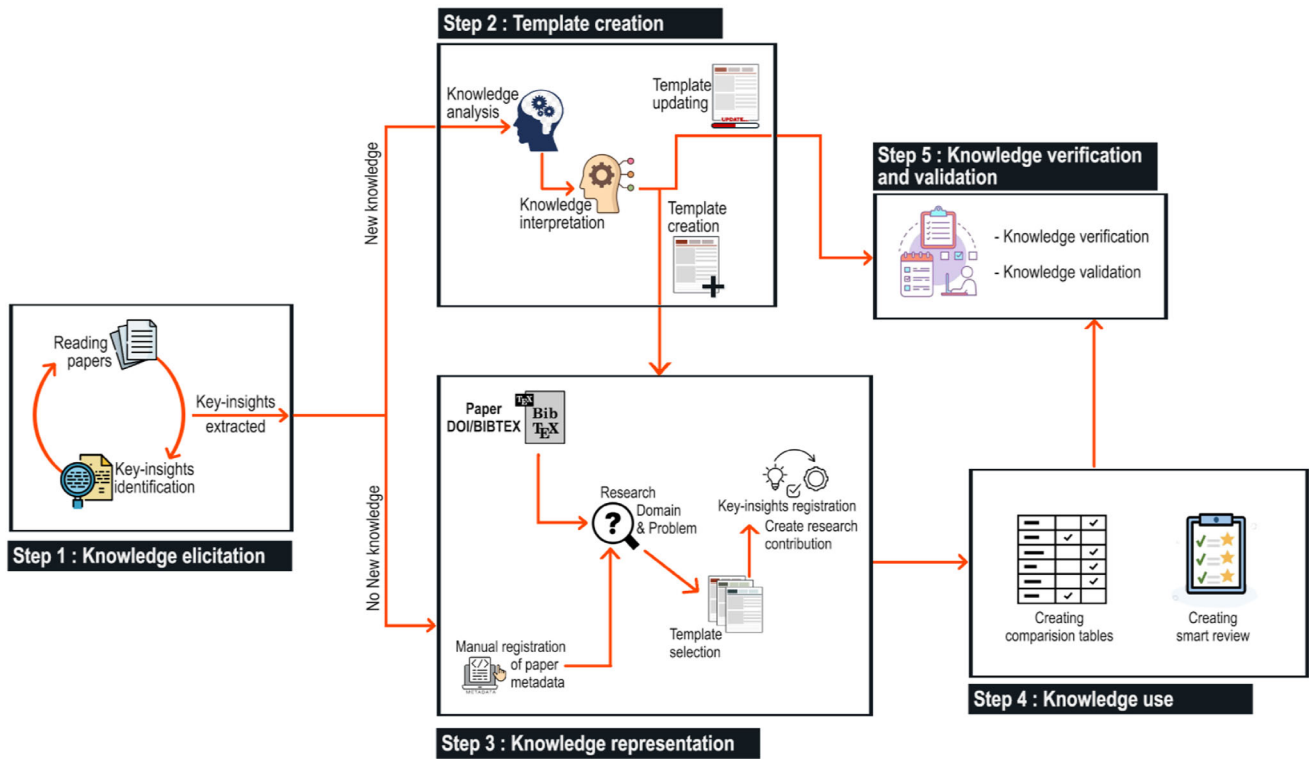 Step 2 : Template creation
Knowledge
analysis
Template
updating
UPDATE...
Knowledge
interpretation
Template
creation
New knowledge
Step 5 : Knowledge verification
and validation
- Knowledge verification
- Knowledge validation
Reading
papers
Key-insights
extracted
Key-insights
identification
Step 1 : Knowledge elicitation
No New knowledge
Paper
DOI/BIBTEX
TEX
Bib
TEX
Research
Domain
& Problem
Key-insights registration
Create research
contribution
Template
selection
Manual registration
of paper
metadata
METADATA
Step 3 : Knowledge representation
Creating
comparision tables
Creating
smart review
Step 4 : Knowledge use